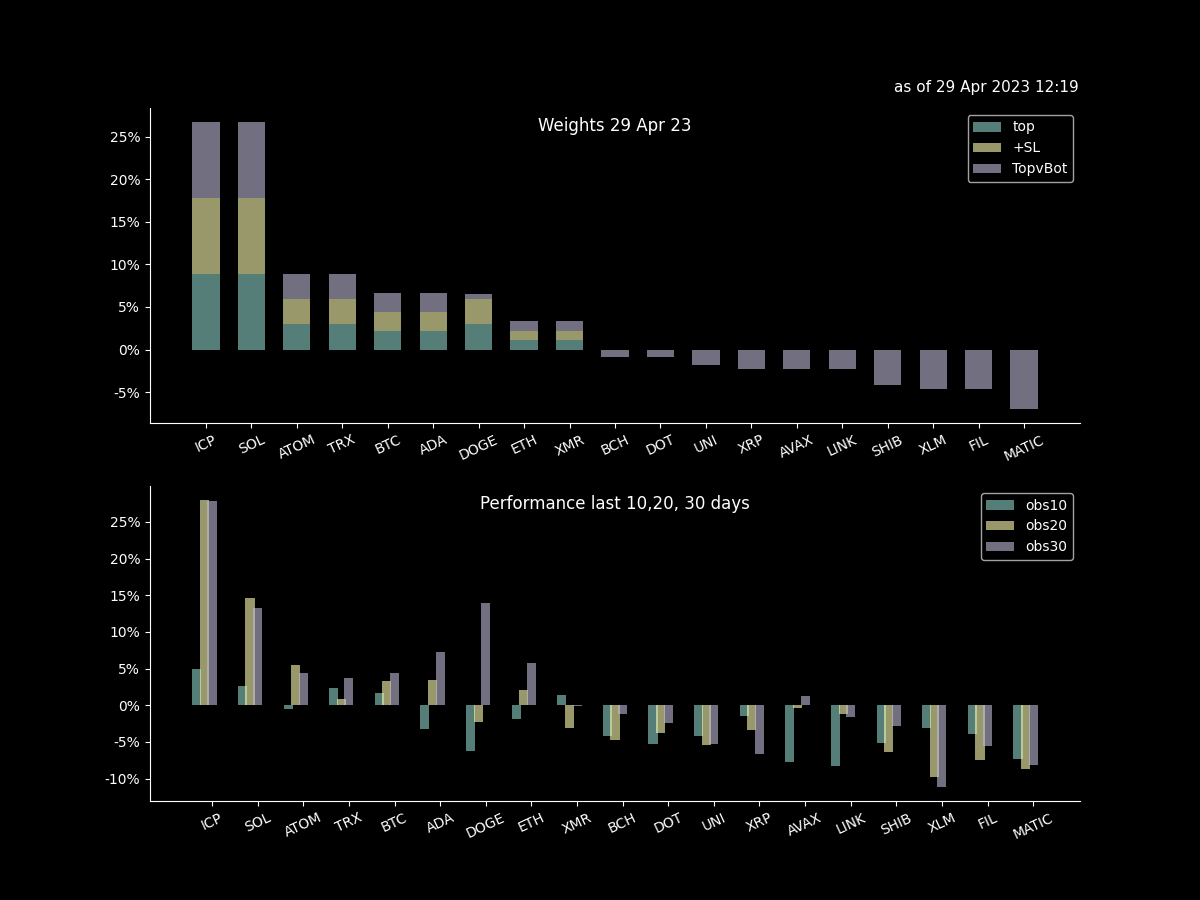 as of 29 Apr 2023 12:19
Weights 29 Apr 23
top
+SL
TopvBot
25%
20%
15%
10%
5%
0%
-5%
ICP SOL ATOM TRX BTC ADA DOGE ETH XMR BCH DOT UNI XRP AVAX LINK SHIB XLM FIL MATIC
Performance last 10,20, 30 days
obs10
obs20
obs30
25%
20%
15%
10%
5%
0%
-5%
-10%
ICP SOL ATOM TRX BTC ADA DOGE ETH XMR BCH DOT UNI XRP AVAX LINK SHIB XLM FIL MATIC